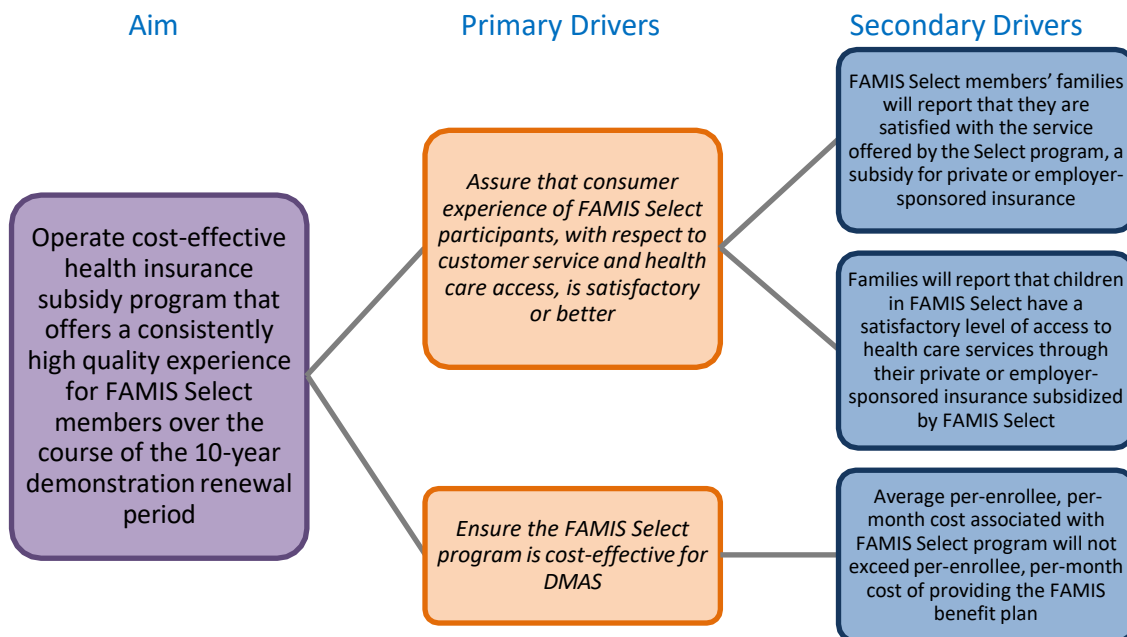 Aim
Primary Drivers
Secondary Drivers
Operate cost-effective
health insurance
subsidy program that
offers a consistently
high quality experience
for FAMIS Select
members over the
course of the 10-year
demonstration renewal
period
Assure that consumer
experience of FAMIS Select
participants, with respect to
customer service and health
care access, is satisfactory
or better
Ensure the FAMIS Select
program is cost-effective for
DMAS
FAMIS Select members’ families
will report that they are
satisfied with the service
offered by the Select program, a
subsidy for private or employer-
sponsored insurance
Families will report that children
in FAMIS Select have a
satisfactory level of access to
health care services through
their private or employer-
sponsored insurance subsidized
by FAMIS Select
Average per-enrollee, per-
month cost associated with
FAMIS Select program will not
exceed per-enrollee, per-month
cost of providing the FAMIS
benefit plan